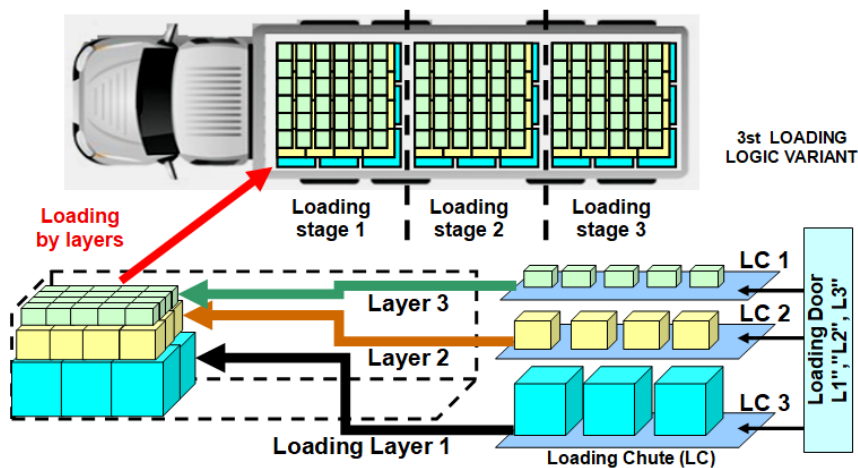 3st LOADING
LOGIC VARIANT
Loading
stage 1
Loading
stage 2
Loading
stage 3
Loading
by layers
Layer 3
Layer 2
Loading Layer 1
LC 1
LC 2
LC 3
Loading Chute (LC)
Loading Door
L1", "L2" , L3"